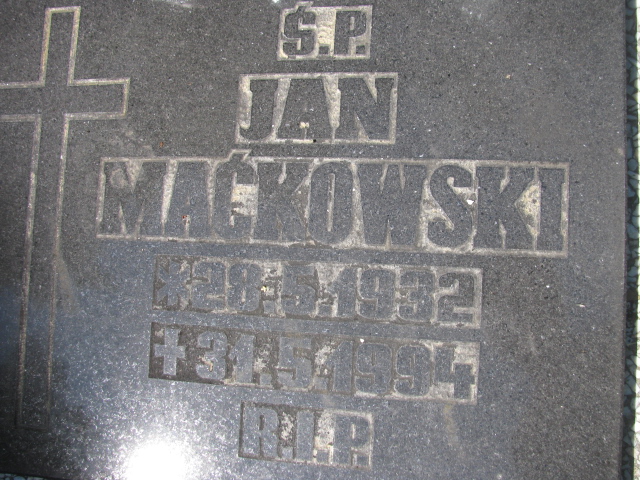 Ś.P.
JAN
MAĆKOWSKI
*28.5.1932
✝31.5.1994
R.I.P.